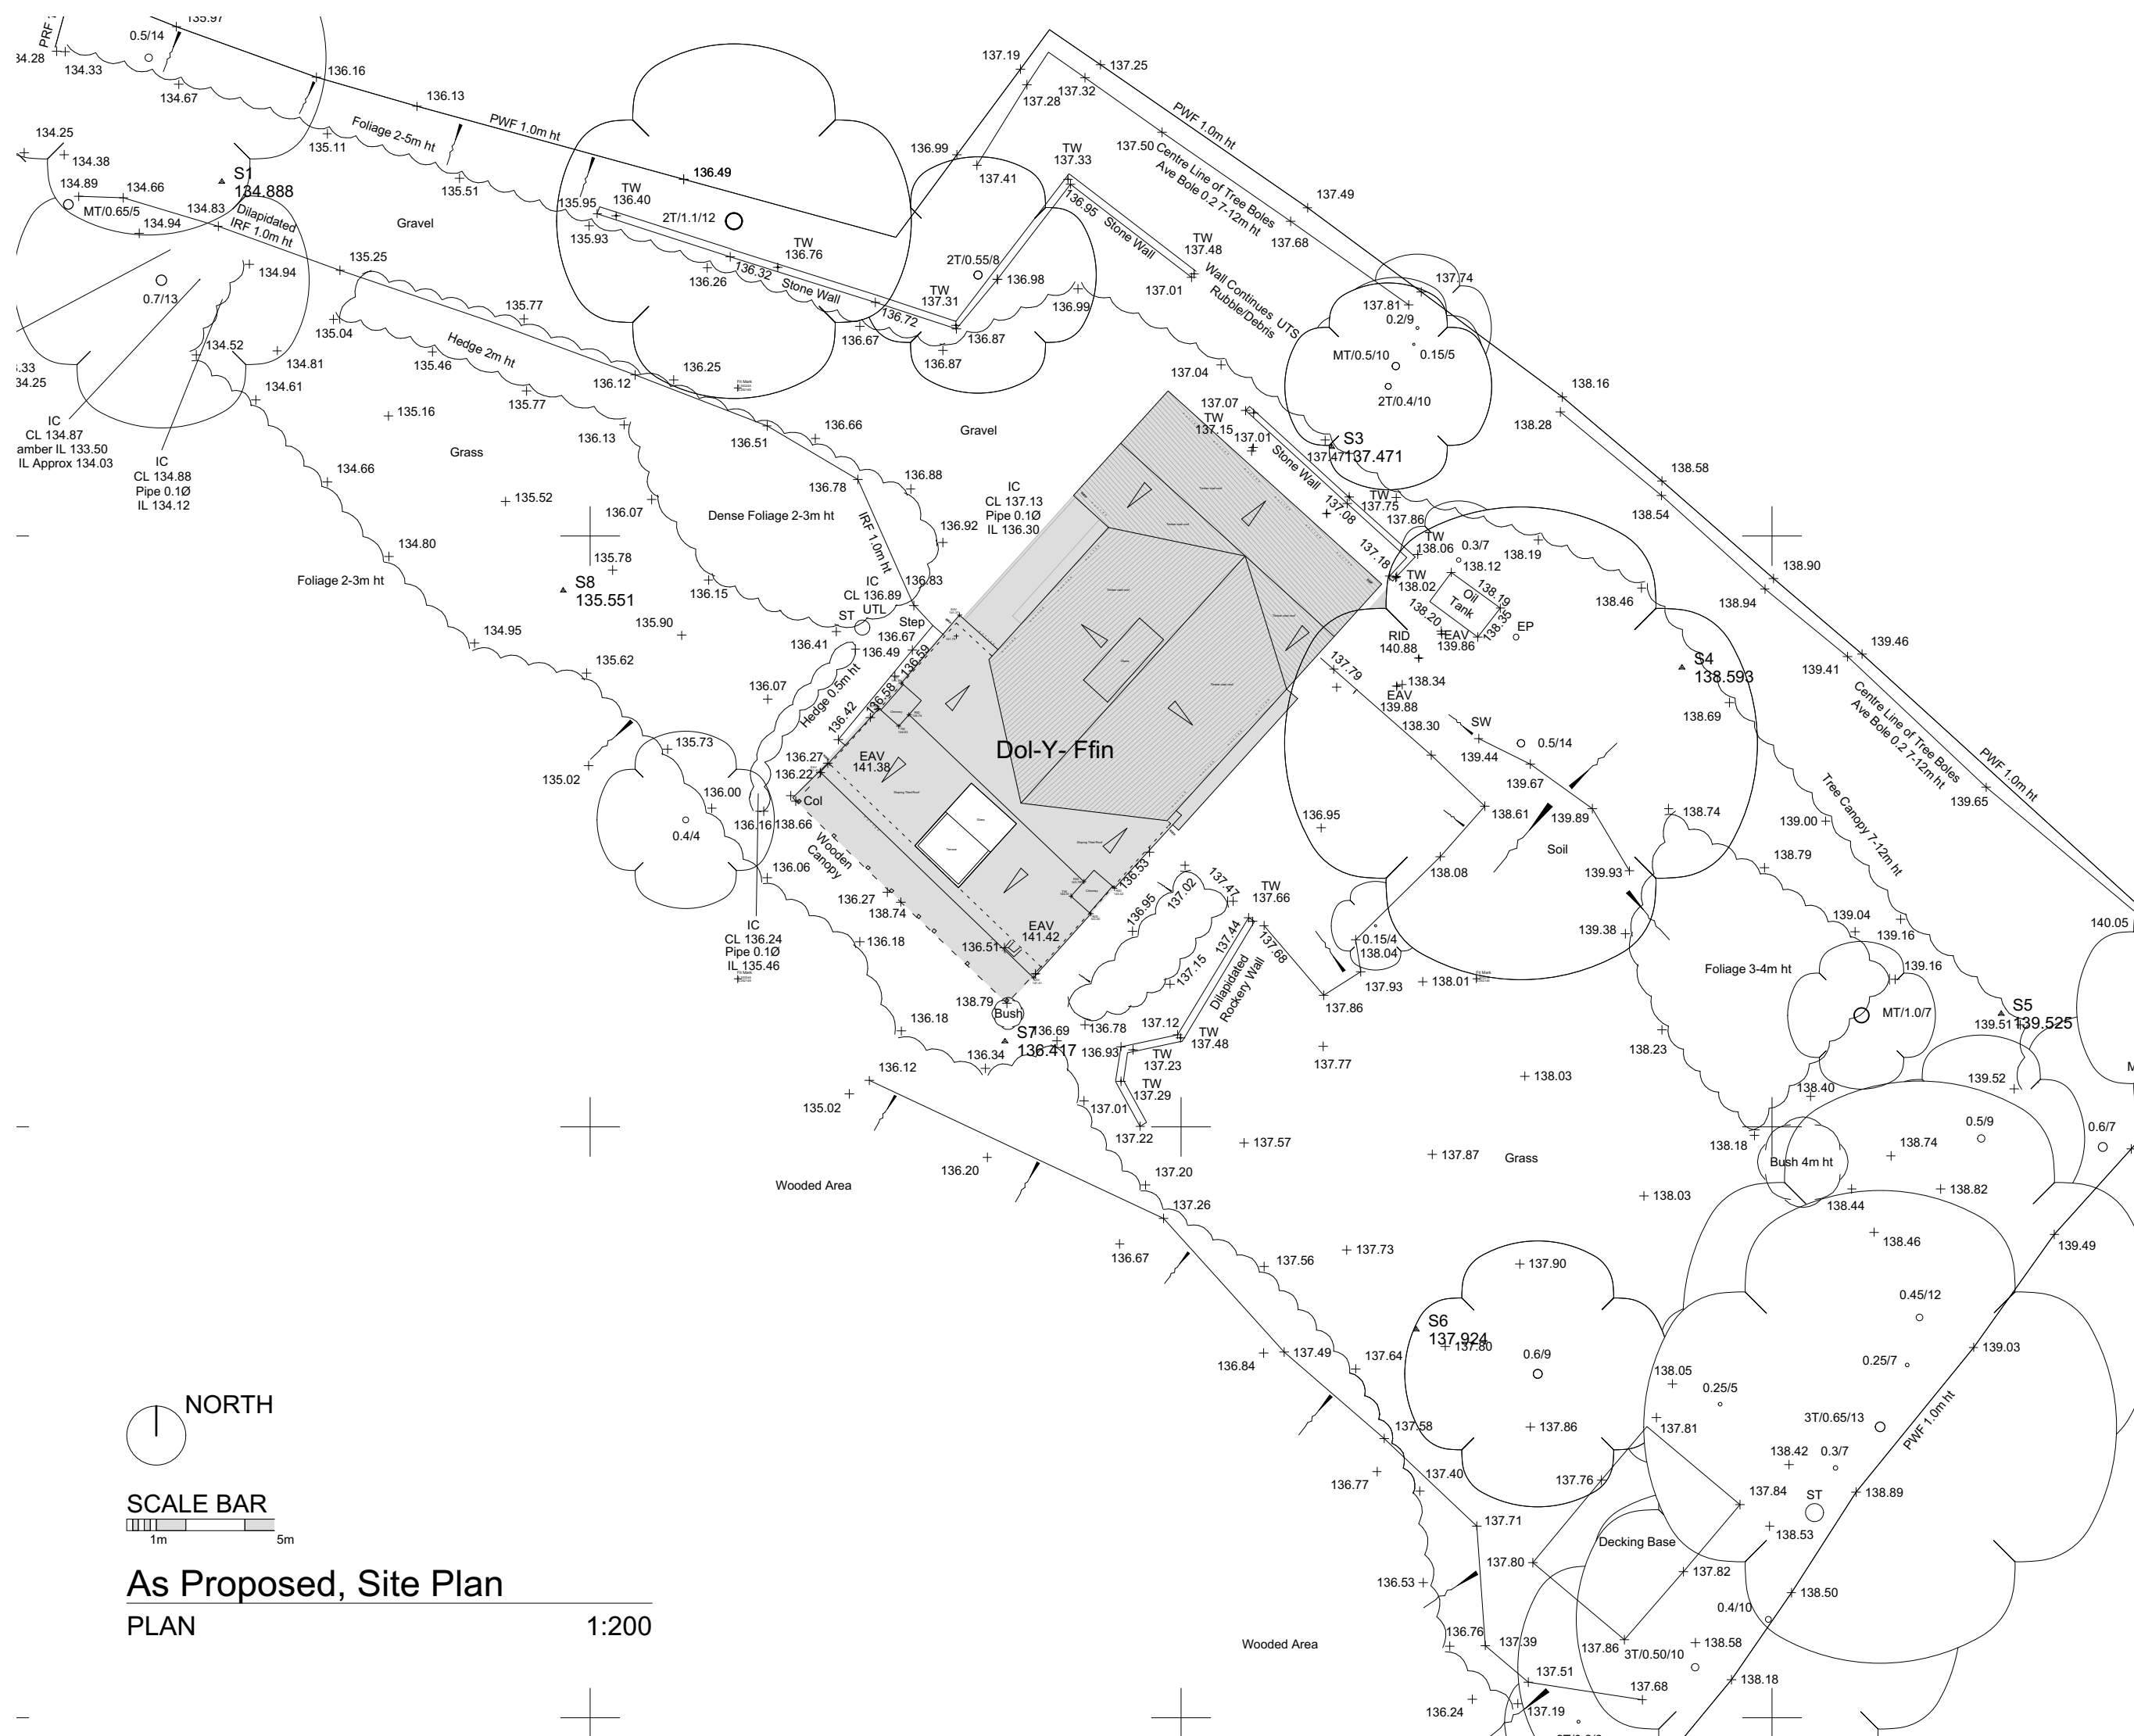 135.97
0.5/14
PRF
34.28
134.33
134.67
136.16
136.13
PWF 1.0m ht
Foliage 2-5m ht
135.11
135.51
137.19
137.25
137.28
137.32
PWF 1.0m ht
137.50
Centre Line of Tree Boles
Ave Bole 0.2 7-12m ht
136.99
137.41
TW
137.33
136.95
Stone Wall
137.49
137.68
134.25
134.38
134.89
134.66
S1
134.888
MT/0.65/5
134.94
134.83
Dilapidated
IRF 1.0m ht
Gravel
136.49
135.95
TW
136.40
2T/1.1/12
135.93
TW
136.76
136.32
136.26
Stone Wall
2T/0.55/8
136.98
TW
137.31
136.72
136.67
136.87
136.87
136.99
TW
137.48
137.01
Wall Continues UTS
Rubble/Debris
137.74
137.81
0.2/9
MT/0.5/10
0.15/5
2T/0.4/10
137.04
0.7/13
134.94
135.25
135.77
135.04
Hedge 2m ht
135.46
135.77
136.12
136.25
134.52
134.81
134.61
.33
34.25
IC
CL 134.87
amber IL 133.50
IL Approx 134.03
IC
CL 134.88
Pipe 0.1Ø
IL 134.12
135.16
Grass
136.13
136.51
136.66
Gravel
137.07
TW
137.15
137.01
S3
137.471
137.471
Stone Wall
138.16
138.28
134.66
135.52
136.07
Dense Foliage 2-3m ht
136.78
136.88
136.92
IRF 1.0m ht
IC
CL 137.13
Pipe 0.1Ø
IL 136.30
TW
137.75
137.08
137.86
138.58
138.54
137.18
TW
138.06
0.3/7
138.12
138.19
TW
138.02
138.19
Oil
Tank
138.20
138.35
EAV
139.86
EP
138.46
138.90
138.94
134.80
Foliage 2-3m ht
135.78
S8
135.551
136.15
IC
CL 136.89
UTL
ST
136.83
Step
136.67
136.41
136.49
136.59
135.90
134.95
135.62
136.07
Hedge 0.5m ht
136.58
136.42
RID
140.88
137.79
138.34
EAV
139.88
138.30
S4
138.593
138.69
139.46
139.41
Centre Line of Tree Boles
Ave Bole 0.2 7-12m ht
PWF 1.0m ht
139.65
135.73
135.02
136.27
136.22
EAV
141.38
Col
Dol-Y- Ffin
SW
139.44
0.5/14
139.67
139.89
138.61
Soil
136.00
136.16
138.66
0.4/4
Wooden
Canopy
136.95
138.08
139.93
138.74
139.00
Tree Canopy 7-12m ht
138.79
136.06
136.27
138.74
136.53
136.95
137.02
137.47
TW
137.66
137.44
137.68
0.15/4
138.04
139.38
139.04
139.16
140.05
IC
CL 136.24
Pipe 0.1Ø
IL 135.46
136.18
136.51
EAV
141.42
137.15
Dilapidated
Rockery Wall
137.93
138.01
137.86
Foliage 3-4m ht
139.16
MT/1.0/7
S5
139.525
139.51
138.79
Bush
136.18
S7
136.417
136.69
136.34
136.78
137.12
136.93
TW
137.48
TW
137.23
TW
137.29
137.77
138.03
138.23
138.40
139.52
136.12
135.02
137.01
137.22
137.57
137.87
Grass
138.18
Bush 4m ht
138.74
0.5/9
0.6/7
136.20
137.20
Wooded Area
137.26
138.03
138.44
138.82
136.67
137.73
137.56
137.90
138.46
139.49
S6
137.924
137.80
0.45/12
136.84
137.49
137.64
0.6/9
138.05
0.25/7
139.03
0.25/5
NORTH
137.58
137.86
137.81
3T/0.65/13
PWF 1.0m ht
137.40
136.77
137.76
138.42
0.3/7
137.84
ST
138.89
SCALE BAR
1m
5m
137.71
138.53
137.80
Decking Base
As Proposed, Site Plan
136.53
137.82
138.50
0.4/10
PLAN
1:200
136.76
137.39
Wooded Area
137.86
3T/0.50/10
138.58
137.51
138.18
137.68
136.24
137.19